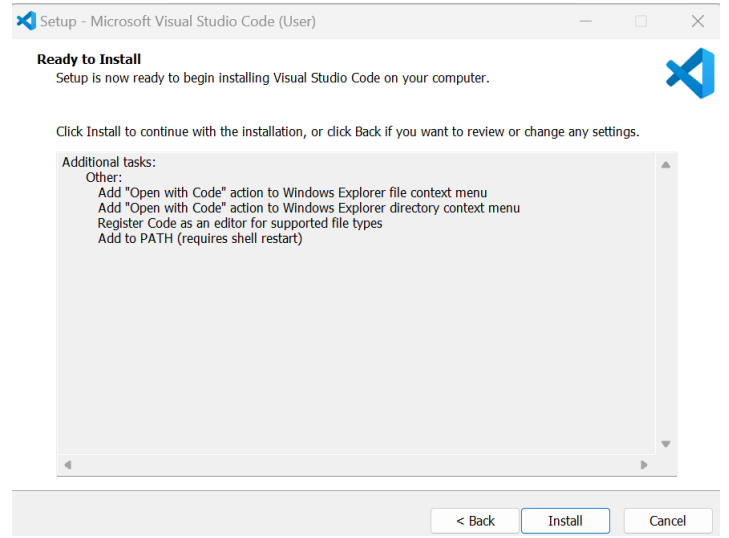 Setup - Microsoft Visual Studio Code (User)
Ready to Install
Setup is now ready to begin installing Visual Studio Code on your computer.
Click Install to continue with the installation, or click Back if you want to review or change any settings.
Additional tasks:
Other:
Add "Open with Code" action to Windows Explorer file context menu
Add "Open with Code" action to Windows Explorer directory context menu
Register Code as an editor for supported file types
Add to PATH (requires shell restart)
< Back Install Cancel